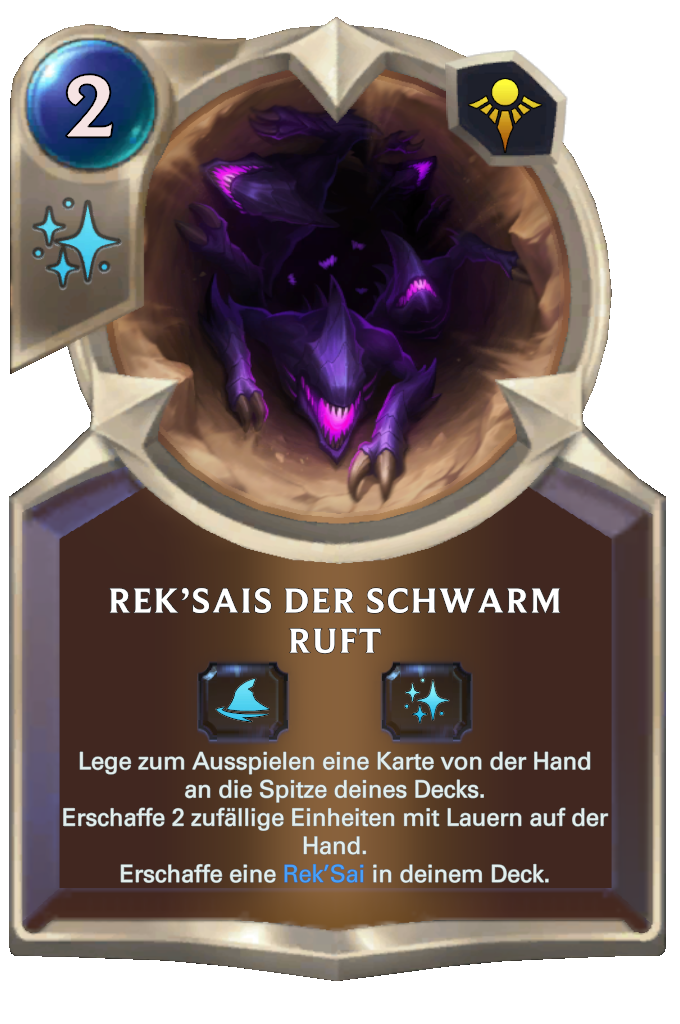 2
REK'SAIS DER SCHWARM
RUFT
Lege zum Ausspielen eine Karte von der Hand
an die Spitze deines Decks.
Erschaffe 2 zufällige Einheiten mit Lauern auf der
Hand.
Erschaffe eine Rek'Sai in deinem Deck.